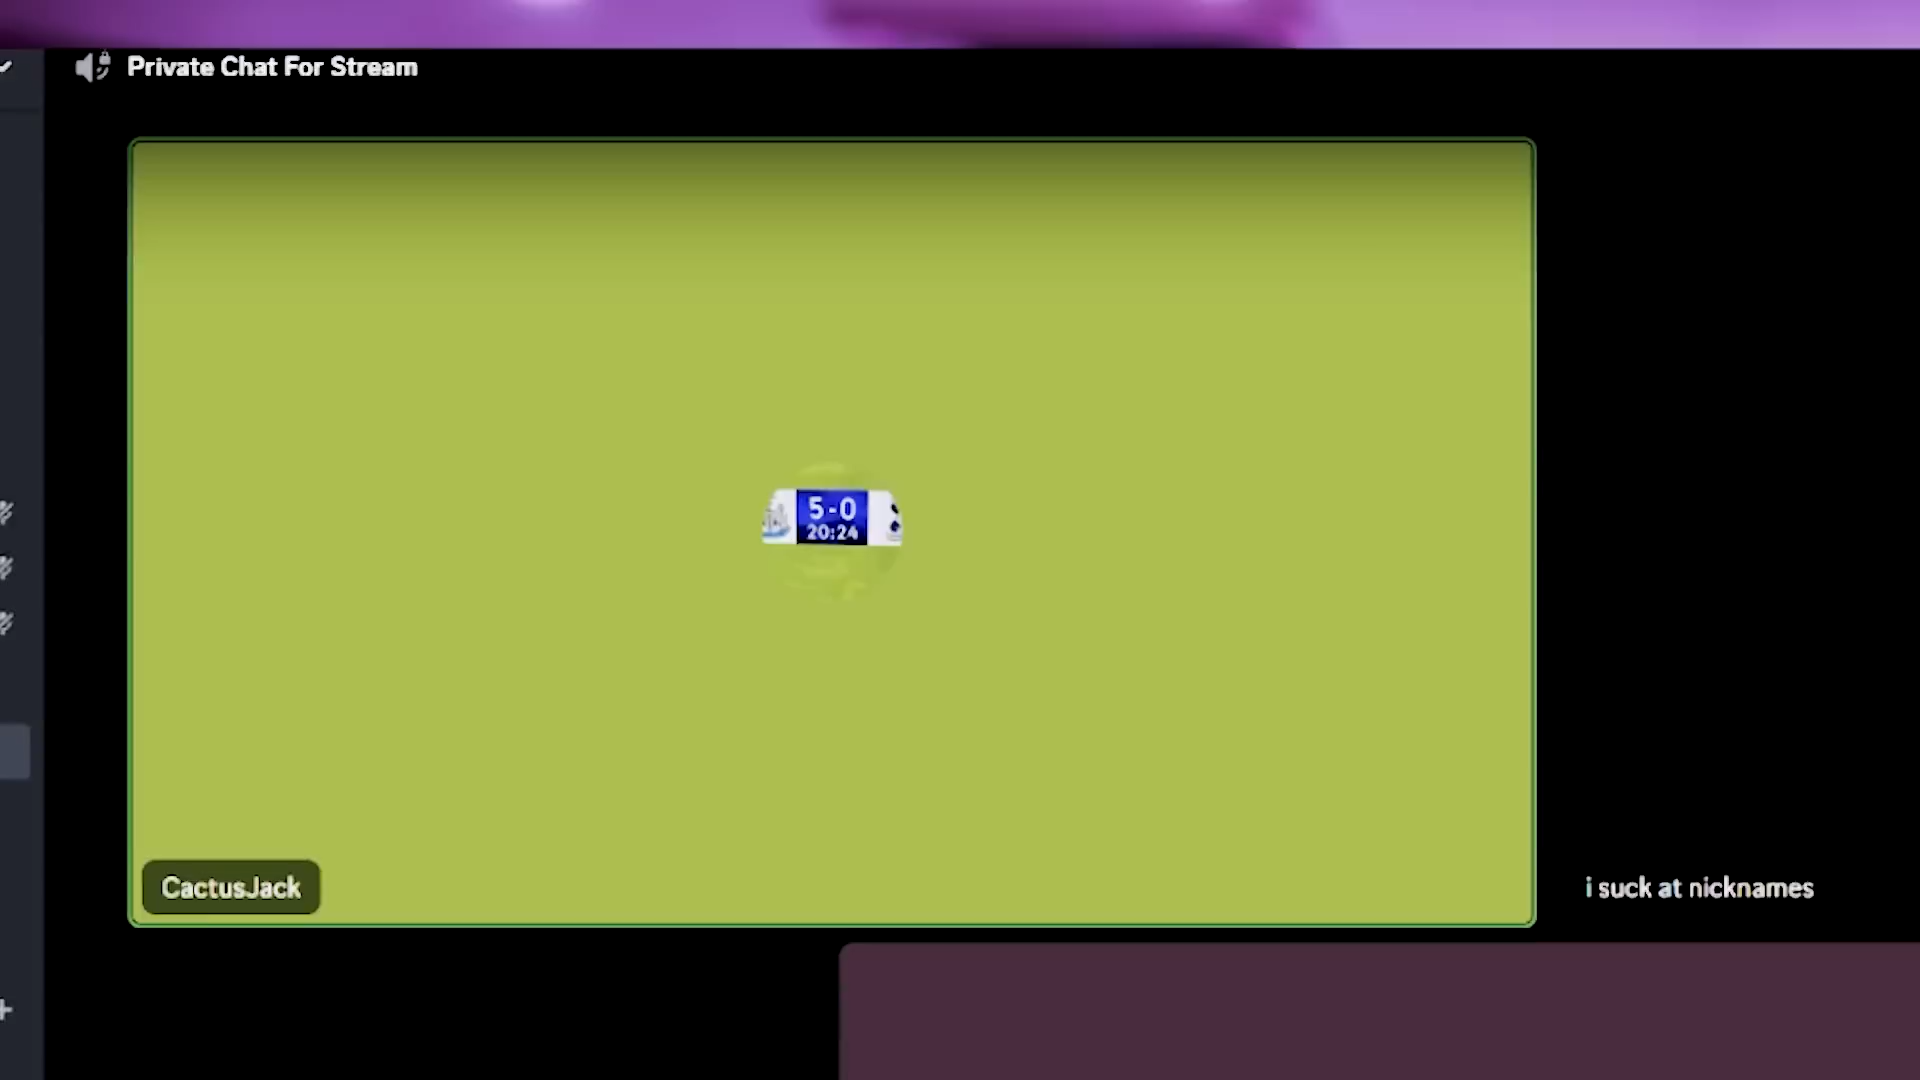 Private Chat For Stream
5-0
20:24
CactusJack
i suck at nicknames